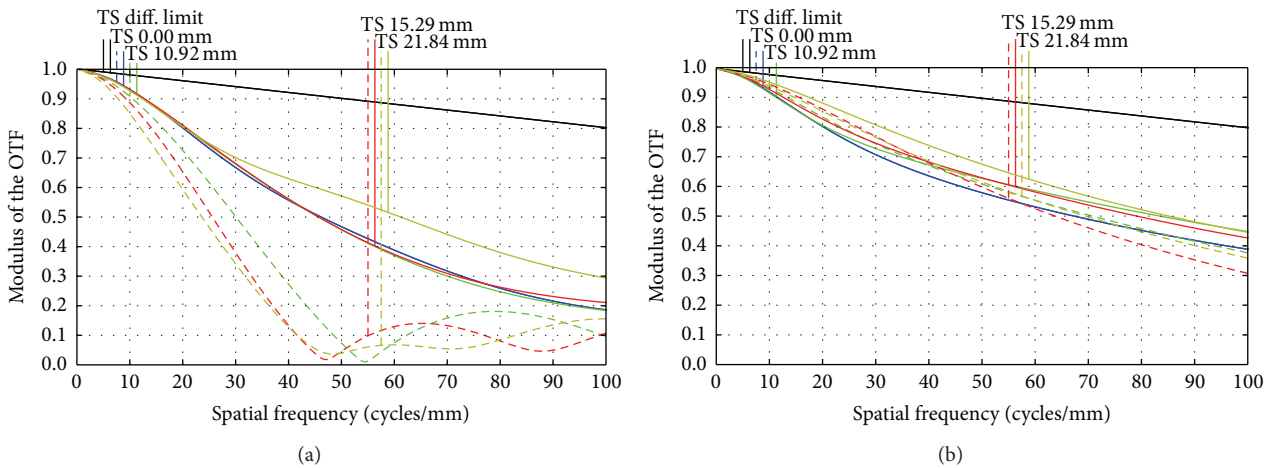 TS diff. limit
TS 0.00 mm
TS 10.92 mm
TS 15.29 mm
TS 21.84 mm
1.0
0.9
0.8
0.7
0.6
0.5
0.4
0.3
0.2
0.1
0.0
Modulus of the OTF
0 10 20 30 40 50 60 70 80 90 100
Spatial frequency (cycles/mm)
(a)
TS diff. limit
TS 0.00 mm
TS 10.92 mm
TS 15.29 mm
TS 21.84 mm
1.0
0.9
0.8
0.7
0.6
0.5
0.4
0.3
0.2
0.1
0.0
Modulus of the OTF
0 10 20 30 40 50 60 70 80 90 100
Spatial frequency (cycles/mm)
(b)